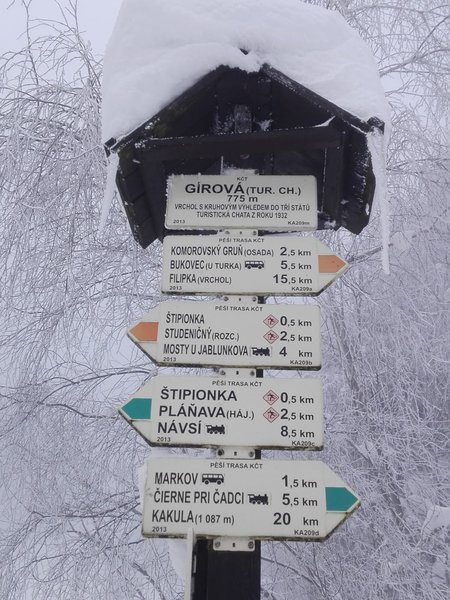 KČT
GÍROVÁ (TUR. CH.)
775 m
VRCHOL S KRUHOVÝM VÝHLEDEM DO TŘÍ STÁTŮ
TURISTICKÁ CHATA Z ROKU 1932
2013 KA209m
PĚŠÍ TRASA KČT
KOMOROVSKÝ GRUŇ (OSADA) 2,5 km
BUKOVEC (U TURKA) 5,5 km
FILIPKA (VRCHOL) 15,5 km
2013 KA209a
PĚŠÍ TRASA KČT
ŠTIPIONKA 0,5 km
STUDENIČNÝ (ROZC.) 2,5 km
MOSTY U JABLUNKOVA 4 km
2013 KA209b
PĚŠÍ TRASA KČT
ŠTIPIONKA 0,5 km
PLÁŇAVA (HÁJ.) 2,5 km
NÁVSÍ 8,5 km
2013 KA209c
PĚŠÍ TRASA KČT
MARKOV 1,5 km
ČIERNE PRI ČADCI 5,5 km
KAKULA (1 087 m) 20 km
2013 KA209d